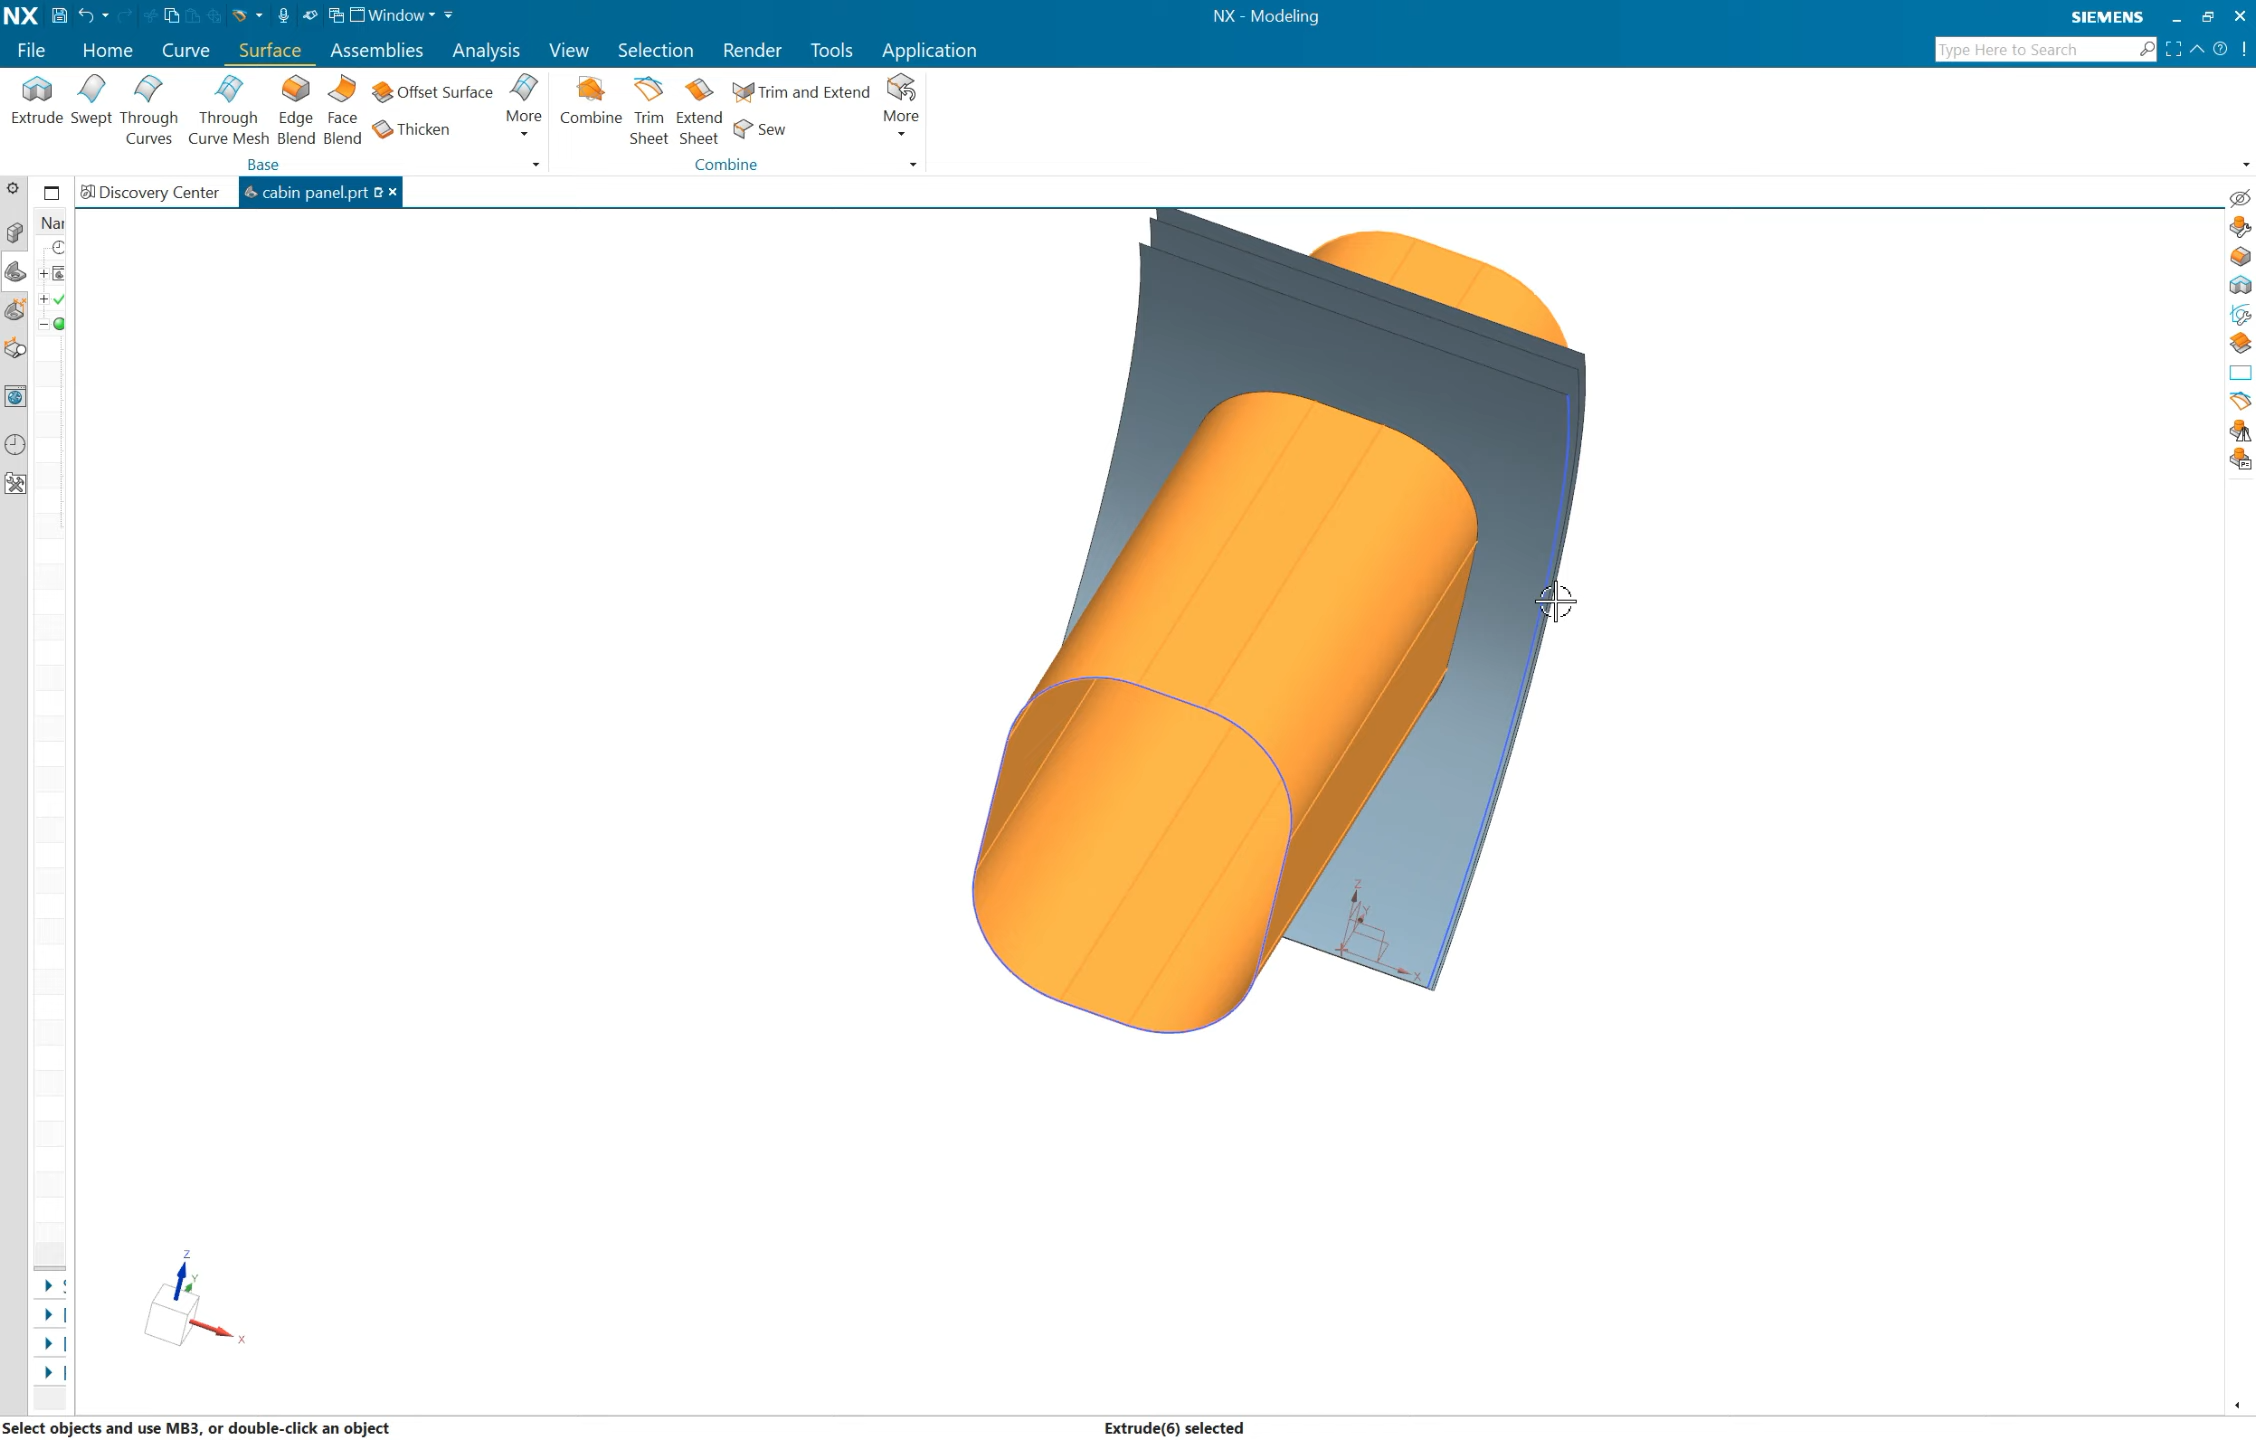 NX Window NX - Modeling SIEMENS
File Home Curve Surface Assemblies Analysis View Selection Render Tools Application Type Here to Search
Extrude Swept Through Curves Through Curve Mesh Edge Blend Face Blend Offset Surface Thicken More Combine Trim Sheet Extend Sheet Trim and Extend Sew More
Base Combine
Discovery Center cabin panel.prt
Z
Y
X
Z
Y
X
Select objects and use MB3, or double-click an object Extrude(6) selected